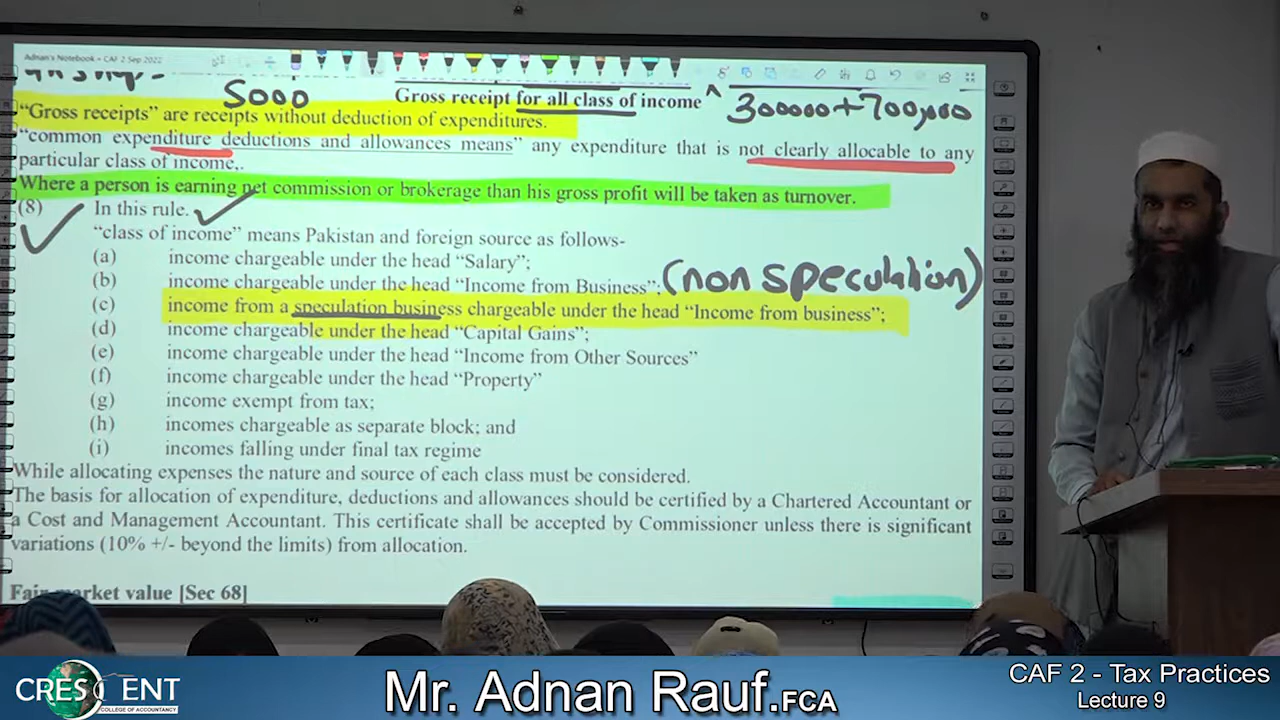 Adnan's Notebook • CAF 2 Sep 2022
5000
Gross receipt for all class of income
300000+700,000
"Gross receipts" are receipts without deduction of expenditures.
"common expenditure deductions and allowances means" any expenditure that is not clearly allocable to any
particular class of income,.
Where a person is earning net commission or brokerage than his gross profit will be taken as turnover.
(8) In this rule.
"class of income" means Pakistan and foreign source as follows-
(a) income chargeable under the head "Salary";
(b) income chargeable under the head "Income from Business"; (non speculation)
(c) income from a speculation business chargeable under the head "Income from business";
(d) income chargeable under the head "Capital Gains";
(e) income chargeable under the head "Income from Other Sources"
(f) income chargeable under the head "Property"
(g) income exempt from tax;
(h) incomes chargeable as separate block; and
(i) incomes falling under final tax regime
While allocating expenses the nature and source of each class must be considered.
The basis for allocation of expenditure, deductions and allowances should be certified by a Chartered Accountant or
a Cost and Management Accountant. This certificate shall be accepted by Commissioner unless there is significant
variations (10% +/- beyond the limits) from allocation.
Fair market value [Sec 68]
CRESCENT
COLLEGE OF ACCOUNTANCY
Mr. Adnan Rauf.FCA
CAF 2 - Tax Practices
Lecture 9